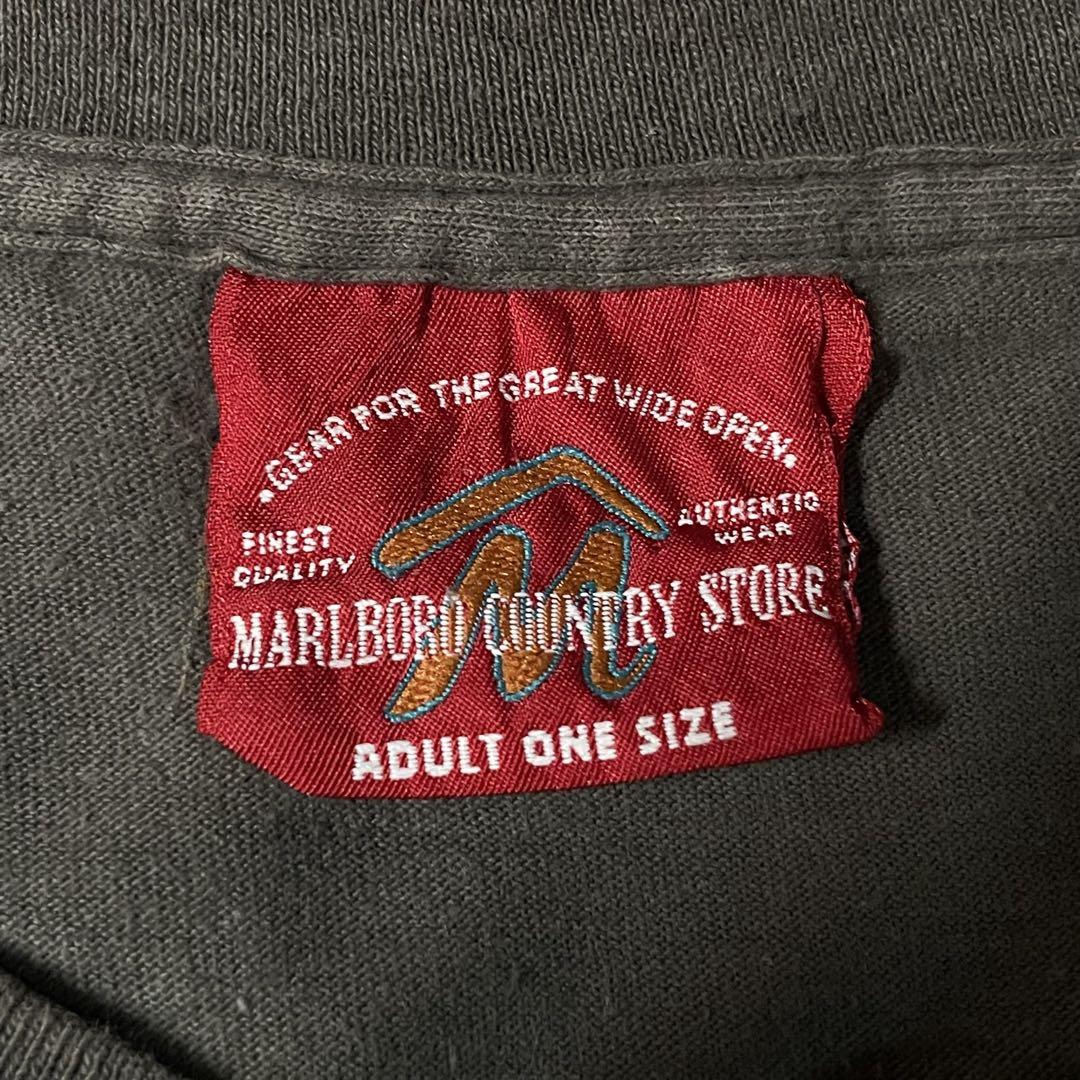 •GEAR FOR THE GREAT WIDE OPEN•
FINEST
QUALITY
AUTHENTIC
WEAR
M
MARLBORO COUNTRY STORE
ADULT ONE SIZE